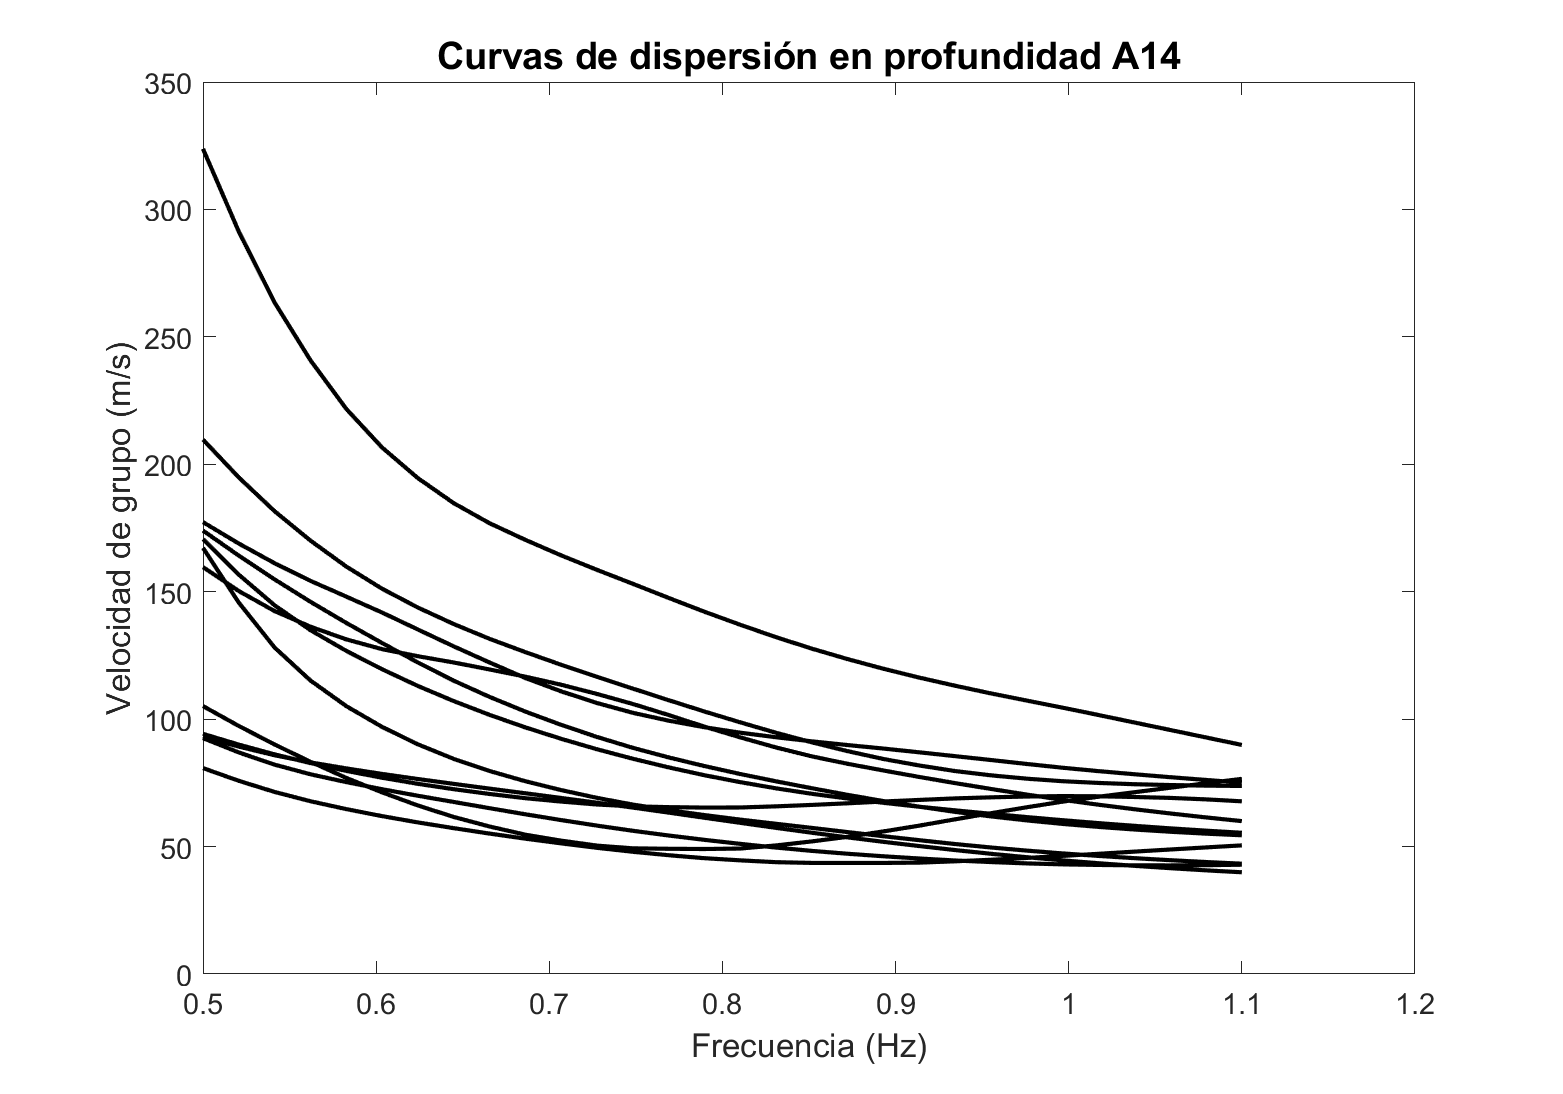 Curvas de dispersión en profundidad A14
Velocidad de grupo (m/s)
350
300
250
200
150
100
50
0
0.5 0.6 0.7 0.8 0.9 1 1.1 1.2
Frecuencia (Hz)